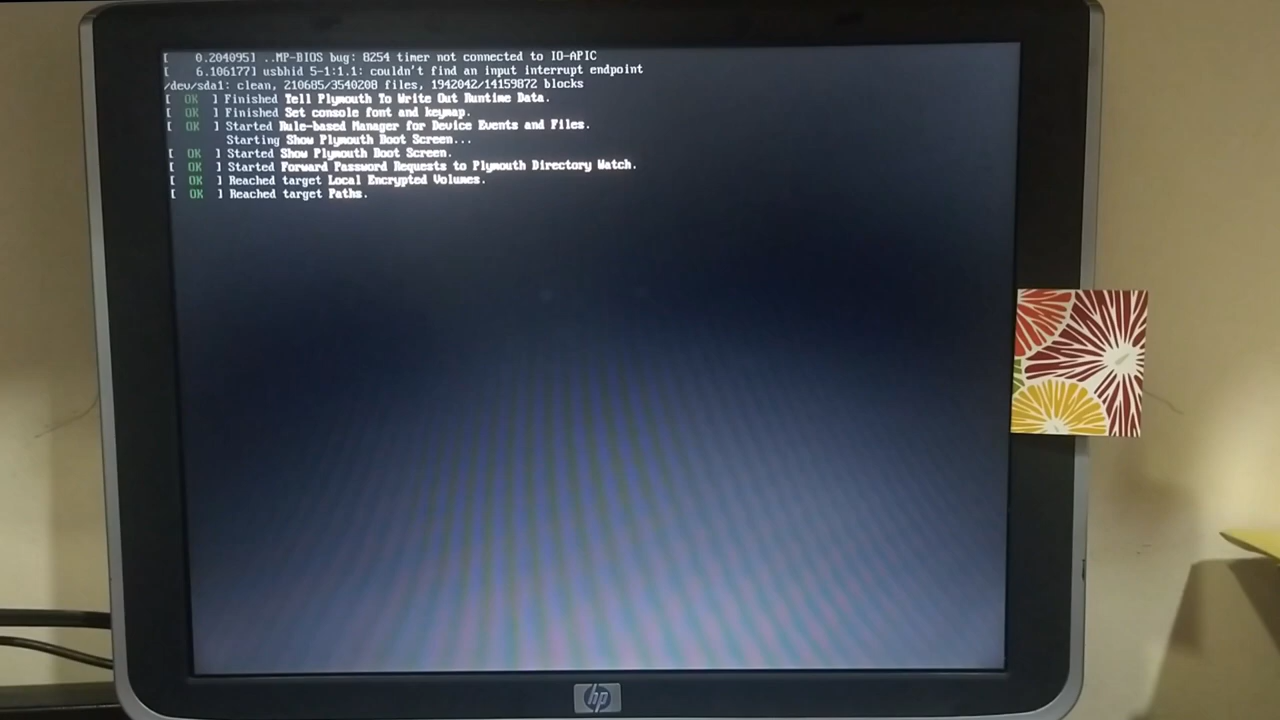 [    0.204095] ..MP-BIOS bug: 8254 timer not connected to IO-APIC
[    6.106177] usbhid 5-1:1.1: couldn't find an input interrupt endpoint
/dev/sda1: clean, 210685/3540208 files, 1942042/14159872 blocks
[  OK  ] Finished Tell Plymouth To Write Out Runtime Data.
[  OK  ] Finished Set console font and keymap.
[  OK  ] Started Rule-based Manager for Device Events and Files.
         Starting Show Plymouth Boot Screen...
[  OK  ] Started Show Plymouth Boot Screen.
[  OK  ] Started Forward Password Requests to Plymouth Directory Watch.
[  OK  ] Reached target Local Encrypted Volumes.
[  OK  ] Reached target Paths.
hp